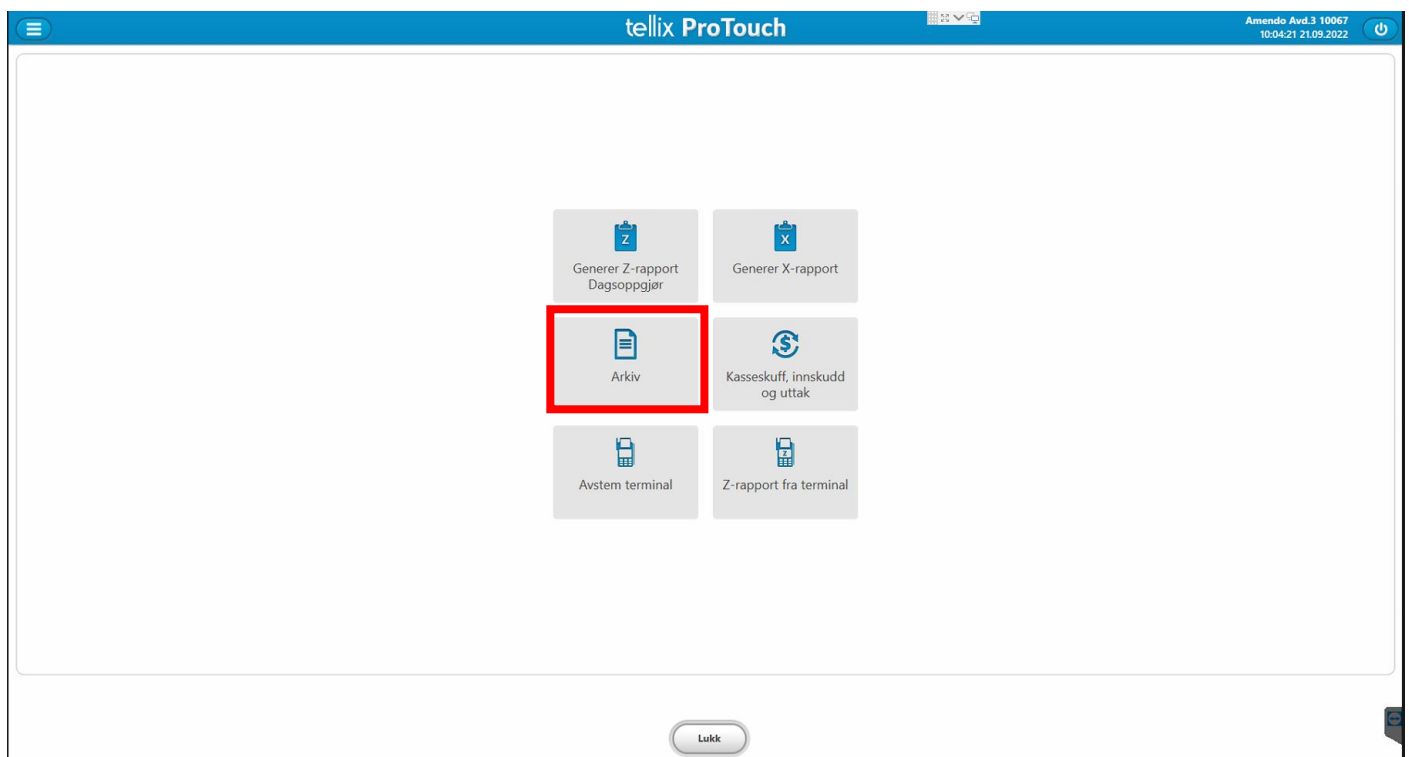 tellix ProTouch
Amendo Avd.3 10067
10:04:21 21.09.2022
Z
Generer Z-rapport
Dagsoppgjør
X
Generer X-rapport
Arkiv
$
Kasseskuff, innskudd
og uttak
Avstem terminal
Z
Z-rapport fra terminal
Lukk